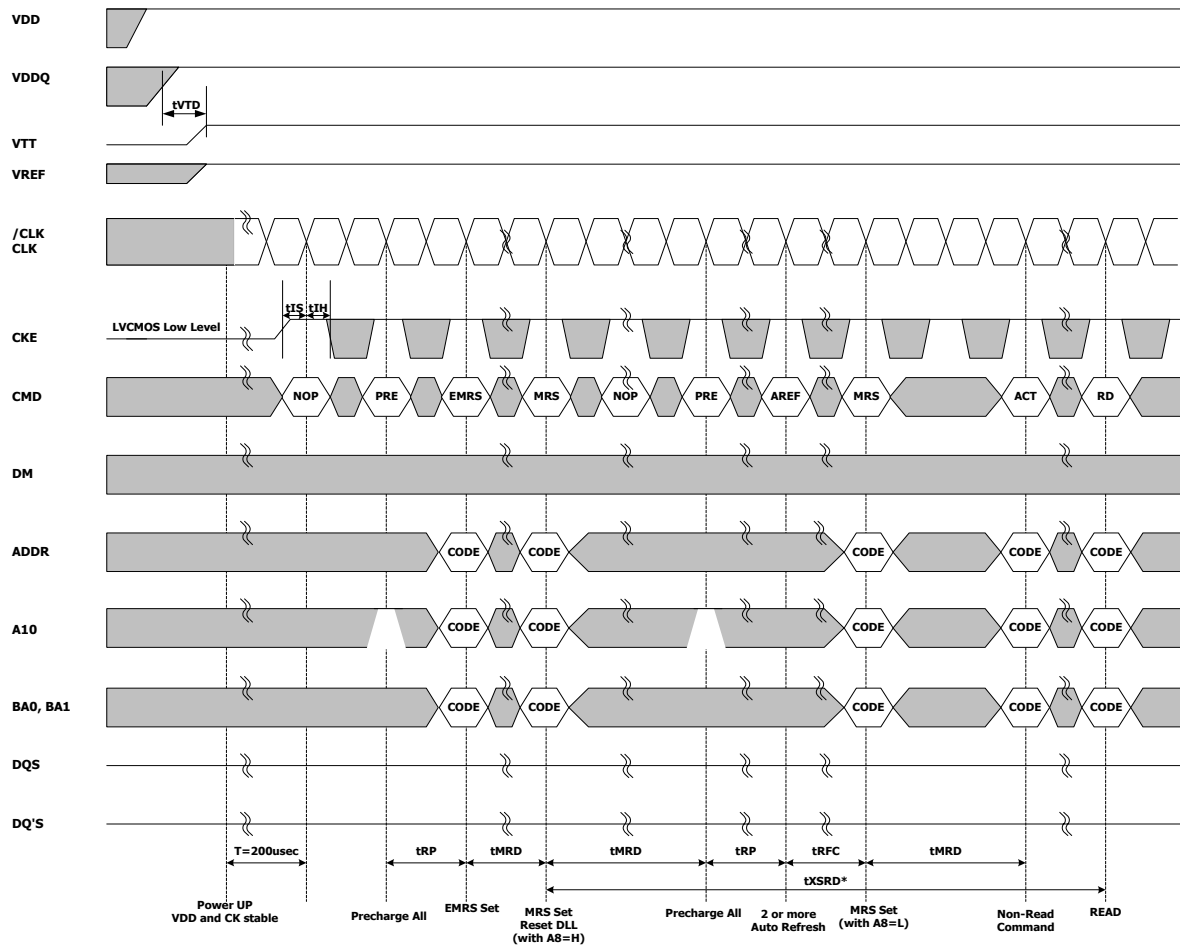 VDD
VDDQ
tVTD
VTT
VREF
/CLK
CLK
tIS tIH
LVCMOS Low Level
CKE
CMD NOP PRE EMRS MRS NOP PRE AREF MRS ACT RD
DM
ADDR CODE CODE CODE CODE CODE
A10 CODE CODE CODE CODE CODE
BA0, BA1 CODE CODE CODE CODE CODE
DQS
DQ'S
T=200usec tRP tMRD tMRD tRP tRFC tMRD
tXSRD*
Power UP
VDD and CK stable
Precharge All
EMRS Set
MRS Set
Reset DLL
(with A8=H)
Precharge All
2 or more
Auto Refresh
MRS Set
(with A8=L)
Non-Read
Command
READ